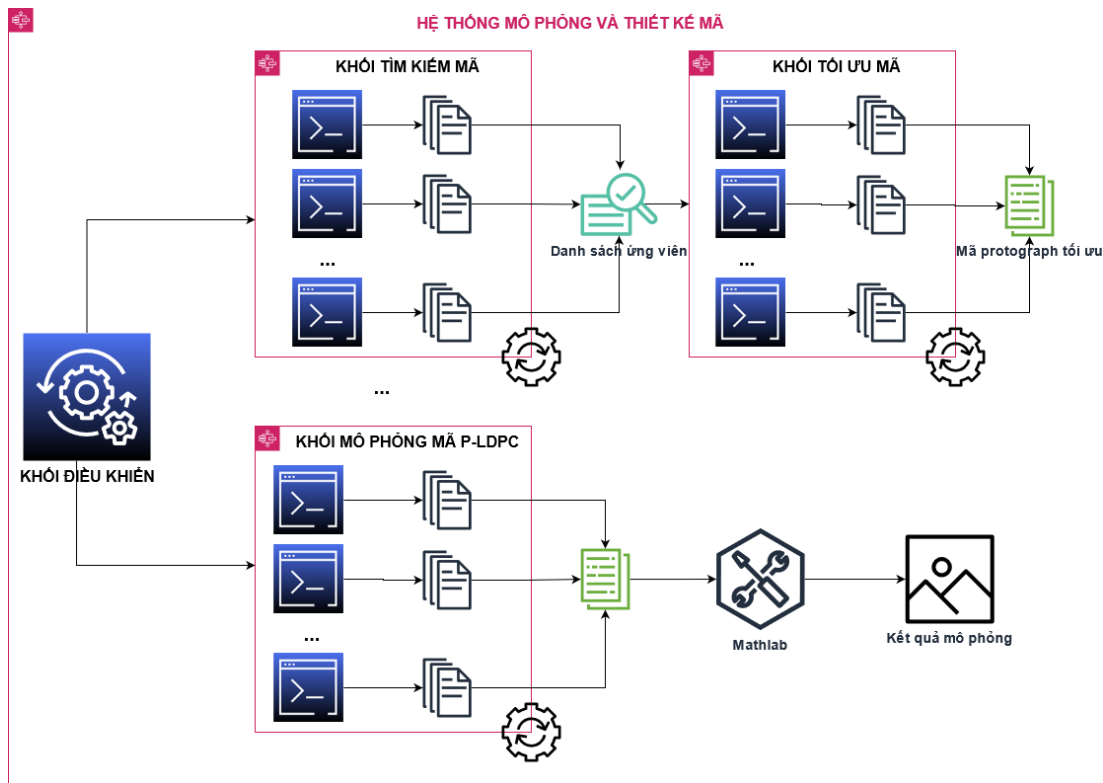 HỆ THỐNG MÔ PHỎNG VÀ THIẾT KẾ MÃ
KHỐI TÌM KIẾM MÃ
...
Danh sách ứng viên
KHỐI TỐI ƯU MÃ
...
Mã protograph tối ưu
...
KHỐI ĐIỀU KHIỂN
KHỐI MÔ PHỎNG MÃ P-LDPC
...
Mathlab
Kết quả mô phỏng